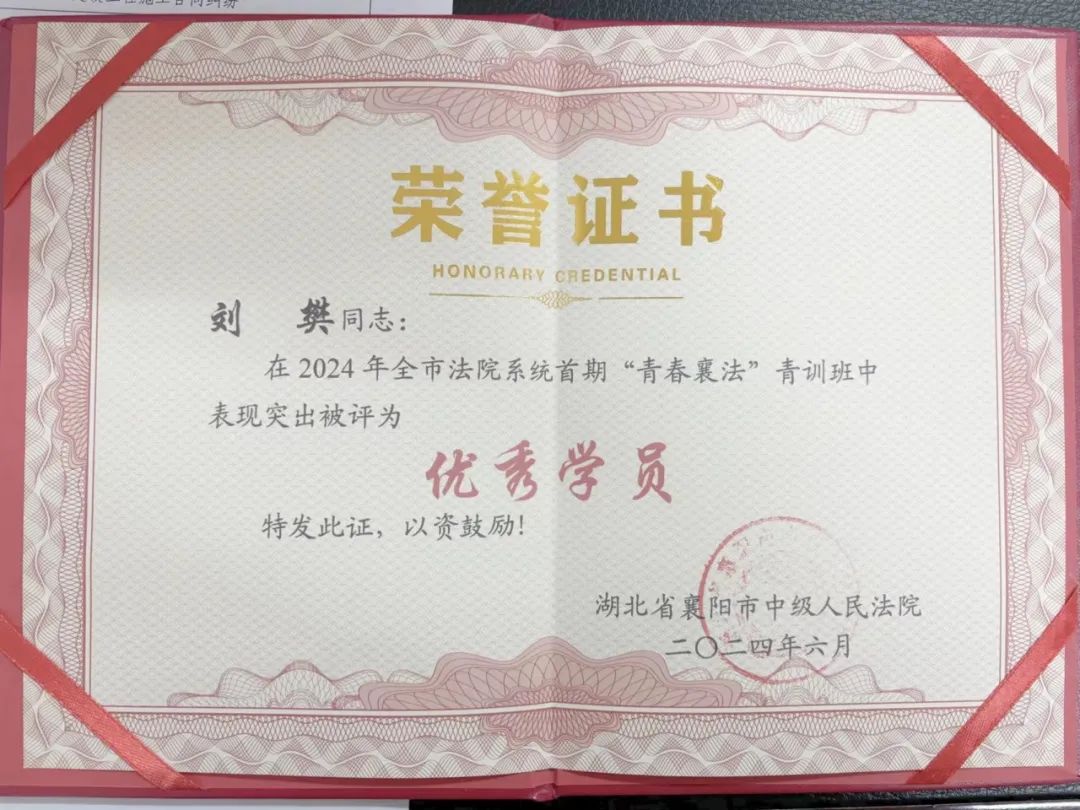 荣誉证书
HONORARY CREDENTIAL
刘 樊同志：
在2024年全市法院系统首期“青春襄法”青训班中
表现突出被评为
优秀学员
特发此证，以资鼓励！
湖北省襄阳市中级人民法院
二〇二四年六月